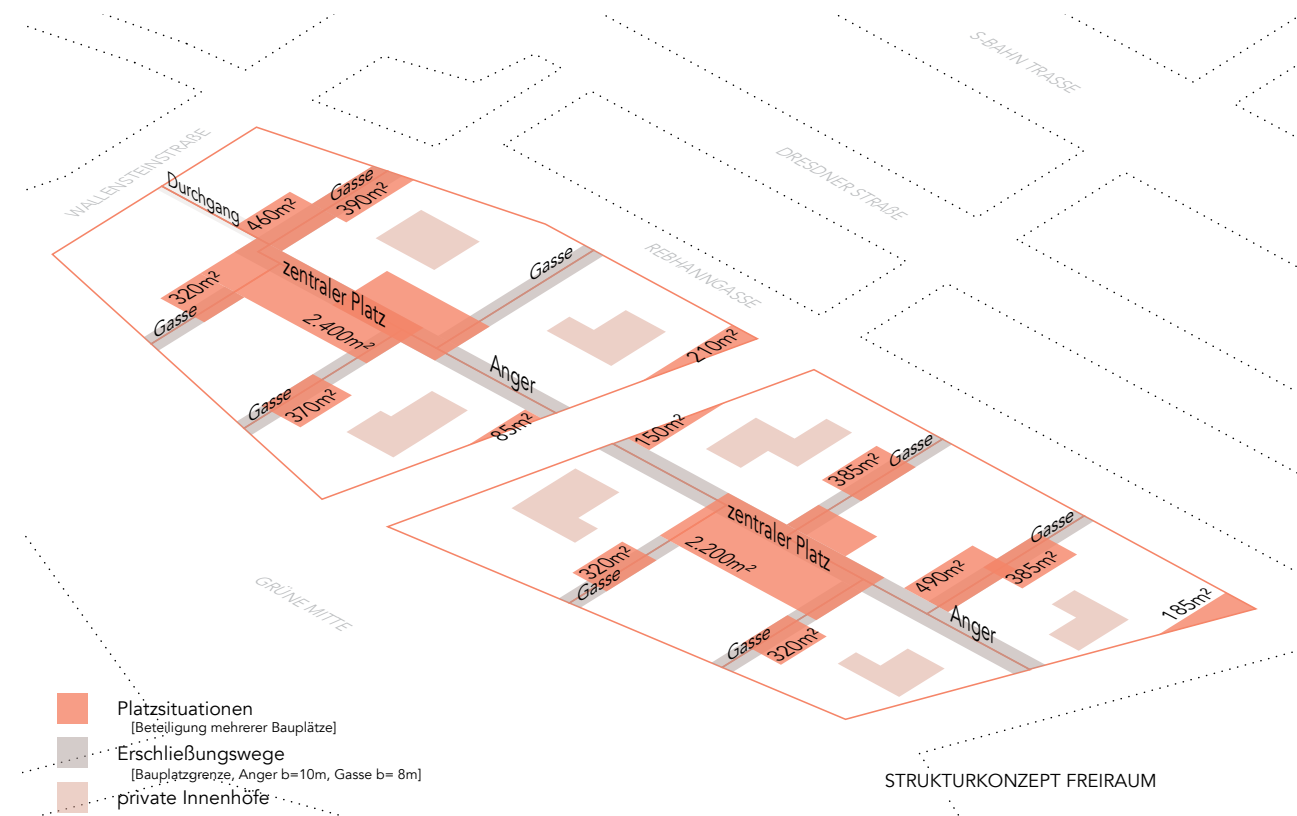 S-BAHN TRASSE
WALLENSTEINSTRAßE
DRESDNER STRAßE
REBHANNGASSE
Durchgang
460m²
Gasse
390m²
zentraler Platz
2.400m²
320m²
Gasse
Gasse
Gasse
370m²
Anger
85m²
210m²
150m²
385m²
Gasse
zentraler Platz
2.200m²
320m²
Gasse
Gasse
385m²
490m²
Anger
185m²
Gasse
320m²
GRÜNE MITTE
Platzsituationen
[Beteiligung mehrerer Bauplätze]
Erschließungswege
[Bauplatzgrenze, Anger b=10m, Gasse b= 8m]
private Innenhöfe
STRUKTURKONZEPT FREIRAUM